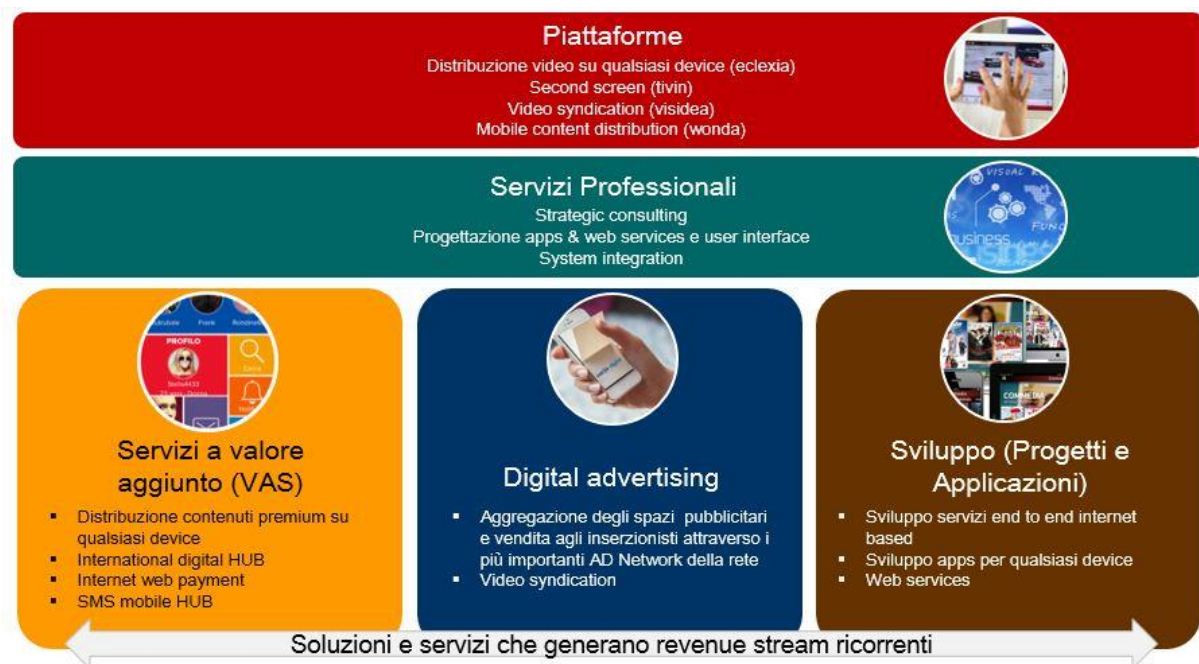 Piattaforme
Distribuzione video su qualsiasi device (eclexia)
Second screen (tivin)
Video syndication (visidea)
Mobile content distribution (wonda)
Servizi Professionali
Strategic consulting
Progettazione apps & web services e user interface
System integration
VISUAL
business
PROFILO
Servizi a valore
aggiunto (VAS)
▪ Distribuzione contenuti premium su
qualsiasi device
▪ International digital HUB
▪ Internet web payment
▪ SMS mobile HUB
Digital advertising
▪ Aggregazione degli spazi pubblicitari
e vendita agli inserzionisti attraverso i
più importanti AD Network della rete
▪ Video syndication
Sviluppo (Progetti e
Applicazioni)
▪ Sviluppo servizi end to end internet
based
▪ Sviluppo apps per qualsiasi device
▪ Web services
Soluzioni e servizi che generano revenue stream ricorrenti